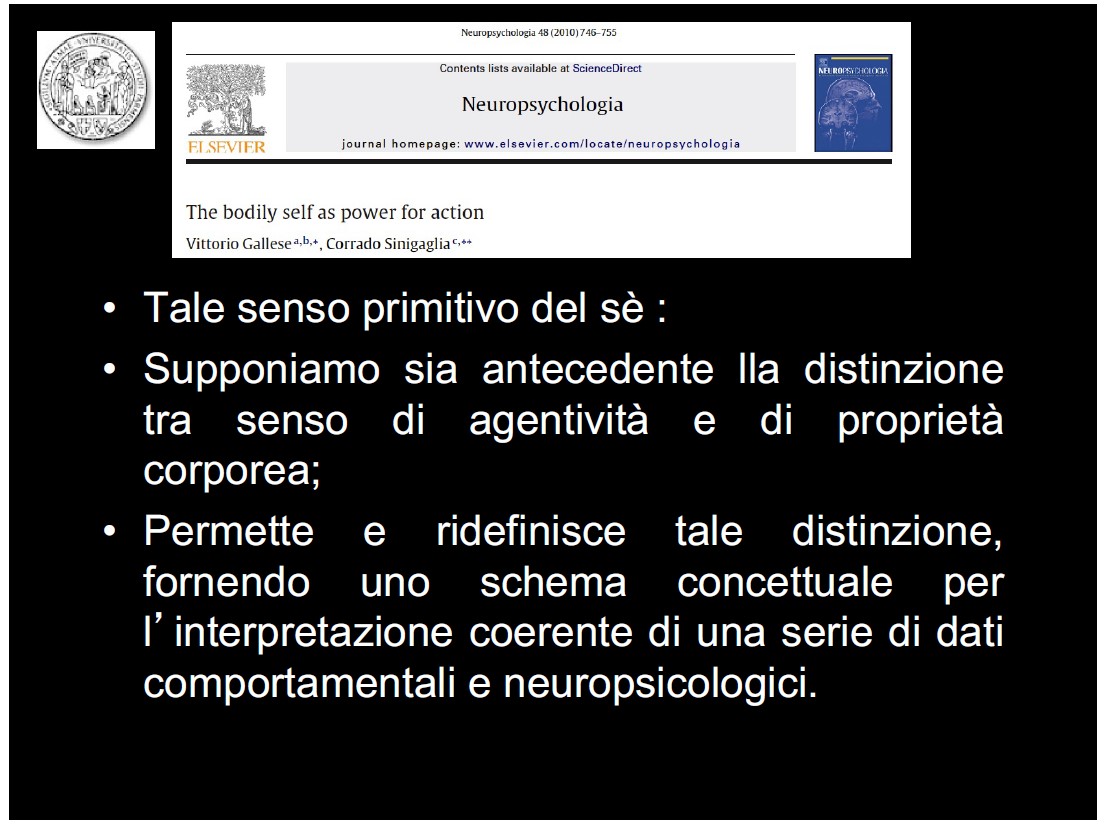 Neuropsychologia 48 (2010) 746–755
Contents lists available at ScienceDirect
Neuropsychologia
journal homepage: www.elsevier.com/locate/neuropsychologia
ELSEVIER
NEUROPSYCHOLOGIA
The bodily self as power for action
Vittorio Gallese a,b,*, Corrado Sinigaglia c,**
• Tale senso primitivo del sè :
• Supponiamo sia antecedente lla distinzione
tra senso di agentività e di proprietà
corporea;
• Permette e ridefinisce tale distinzione,
fornendo uno schema concettuale per
l’interpretazione coerente di una serie di dati
comportamentali e neuropsicologici.